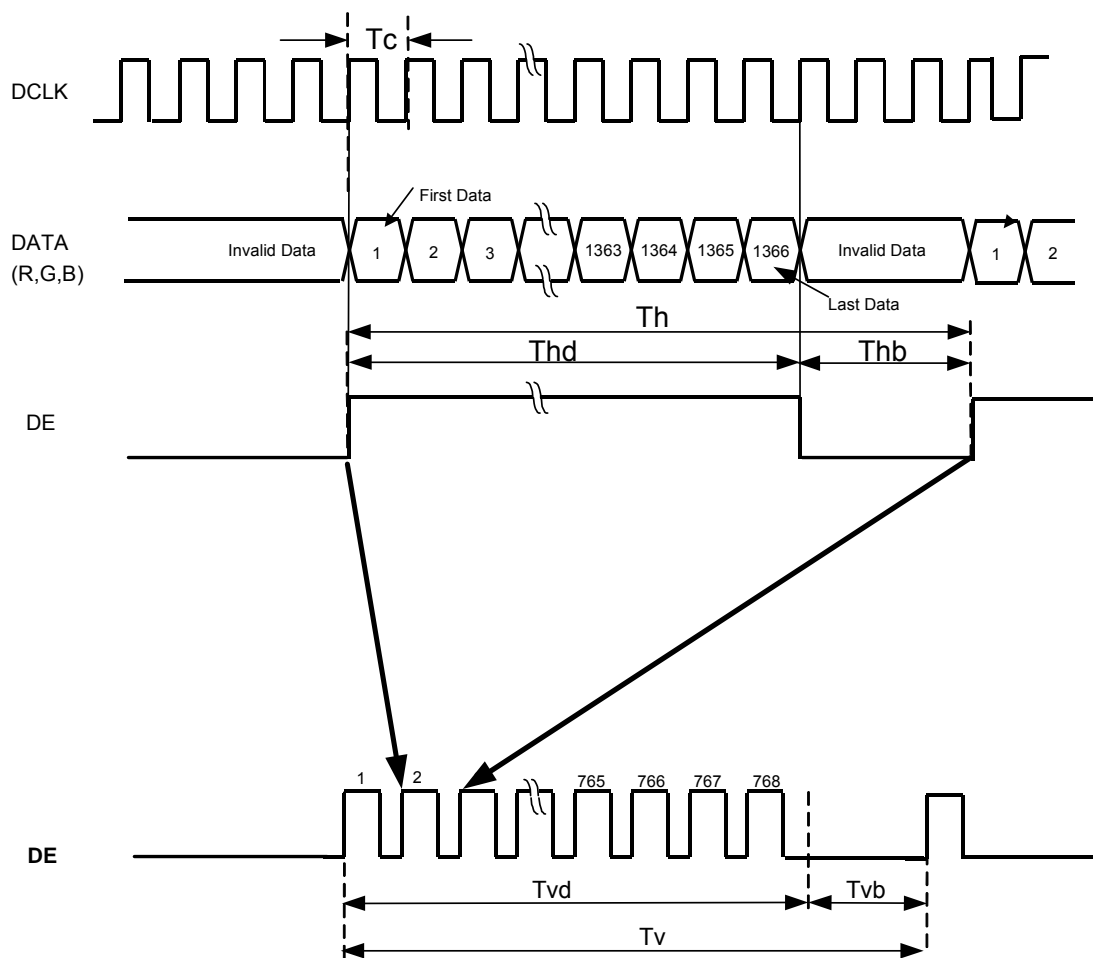 Tc
DCLK
First Data
DATA
(R,G,B)
Invalid Data
1
2
3
1363
1364
1365
1366
Invalid Data
1
2
Last Data
Th
Thd
Thb
DE
1
2
765
766
767
768
DE
Tvd
Tvb
Tv